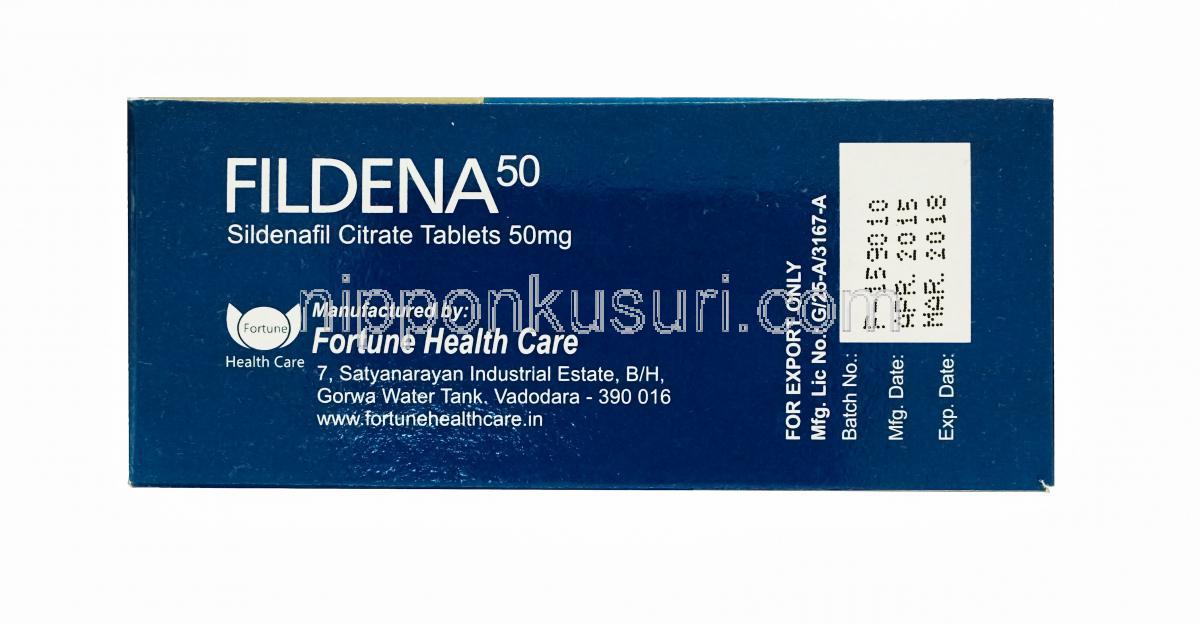 FILDENA50
Sildenafil Citrate Tablets 50mg
nipponkusuri.com
Fortune
Health Care
Manufactured by:
Fortune Health Care
7, Satyanarayan Industrial Estate, B/H,
Gorwa Water Tank. Vadodara - 390 016
www.fortunehealthcare.in
FOR EXPORT ONLY
Mfg. Lic No. G/25-A/3167-A
Batch No.:
Mfg. Date: APR. 2015
Exp. Date: MAR. 2018